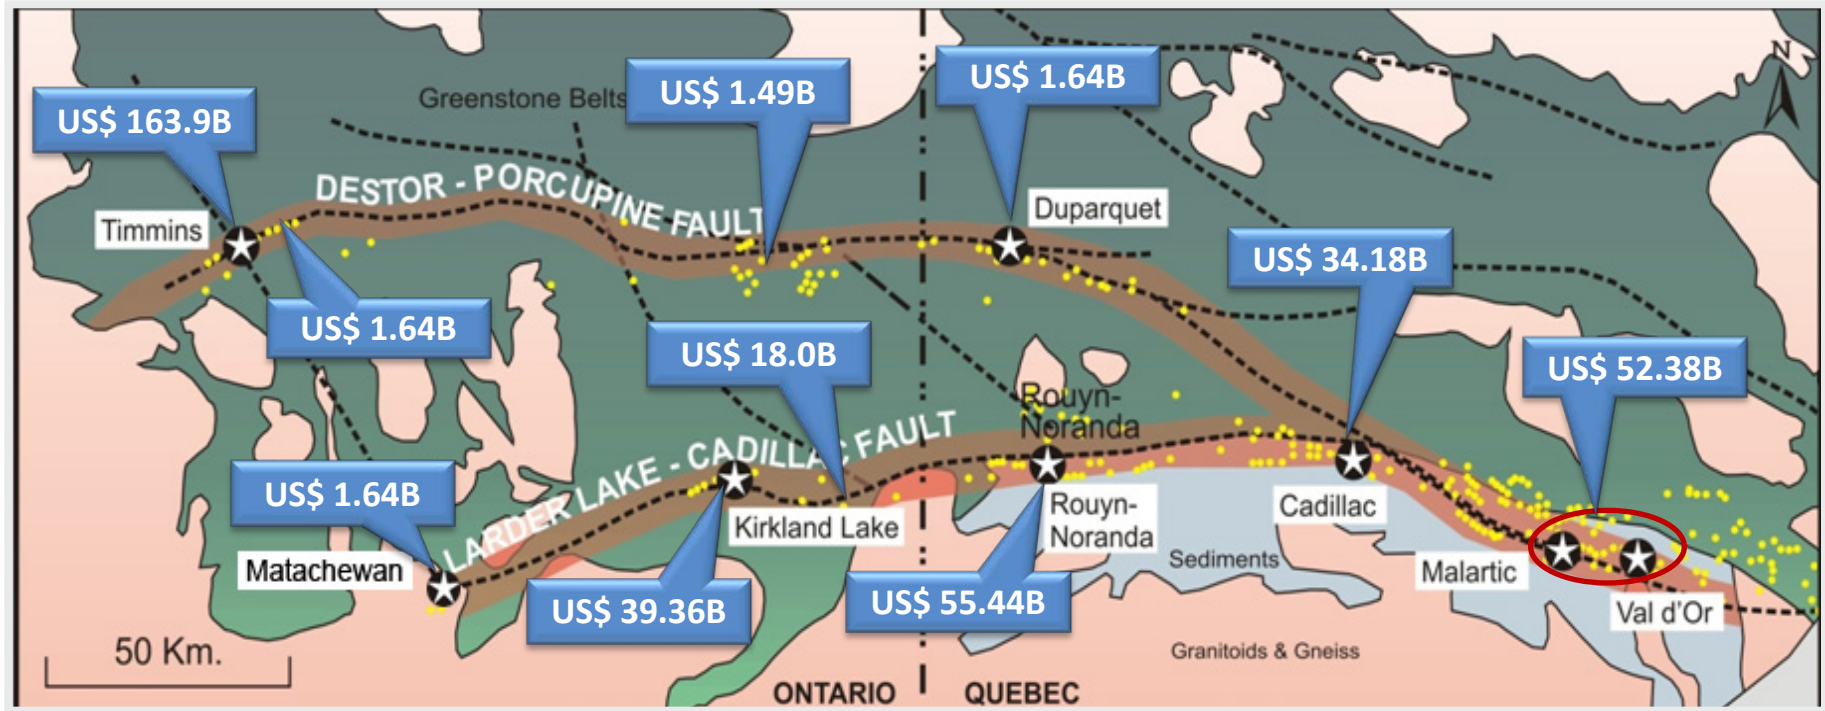 N
Greenstone Belts
US$ 1.49B
US$ 1.64B
US$ 163.9B
DESTOR - PORCUPINE FAULT
Timmins
Duparquet
US$ 34.18B
US$ 1.64B
US$ 18.0B
US$ 52.38B
Rouyn-
Noranda
LARDER LAKE - CADILLAC FAULT
US$ 1.64B
Kirkland Lake
Rouyn-
Noranda
Cadillac
Matachewan
Sediments
Malartic
US$ 39.36B
US$ 55.44B
Val d'Or
50 Km.
Granitoids & Gneiss
ONTARIO
QUEBEC